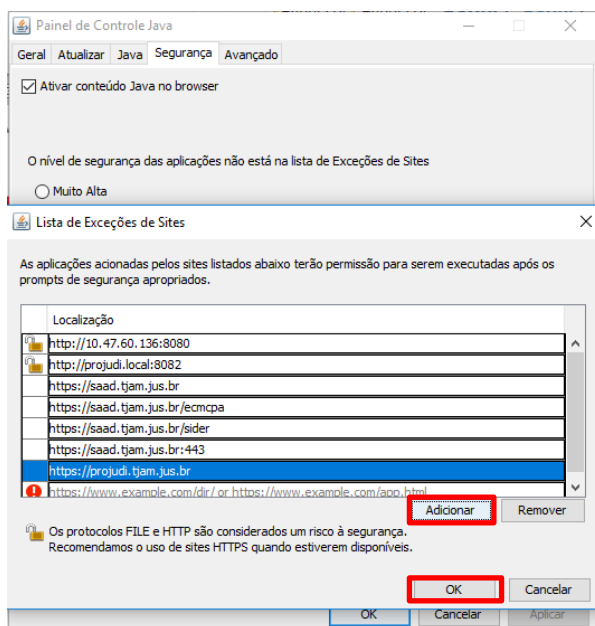 Painel de Controle Java
Geral Atualizar Java Segurança Avançado
Ativar conteúdo Java no browser
O nível de segurança das aplicações não está na lista de Exceções de Sites
Muito Alta
Lista de Exceções de Sites
As aplicações acionadas pelos sites listados abaixo terão permissão para serem executadas após os
prompts de segurança apropriados.
Localização
http://10.47.60.136:8080
http://projudi.local:8082
https://saad.tjam.jus.br
https://saad.tjam.jus.br/ecmcpa
https://saad.tjam.jus.br/sider
https://saad.tjam.jus.br:443
https://projudi.tjam.jus.br
https://www.example.com/dir/ or https://www.example.com/app.html
Adicionar Remover
Os protocolos FILE e HTTP são considerados um risco à segurança.
Recomendamos o uso de sites HTTPS quando estiverem disponíveis.
OK Cancelar
OK Cancelar Aplicar